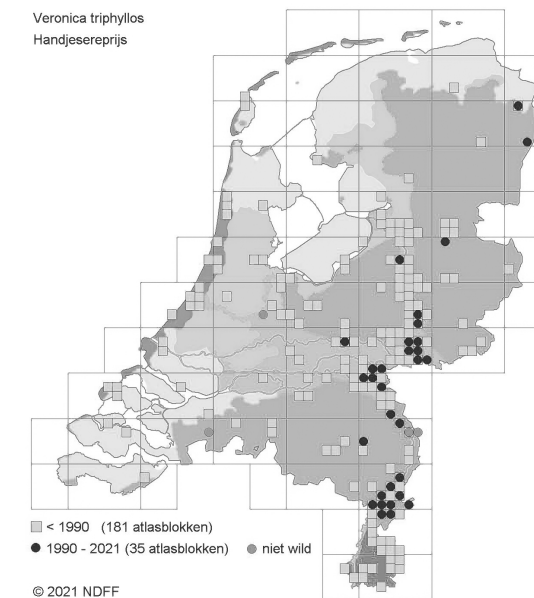 Veronica triphyllos
Handjesereprijs
< 1990 (181 atlasblokken)
1990 - 2021 (35 atlasblokken) niet wild
© 2021 NDFF